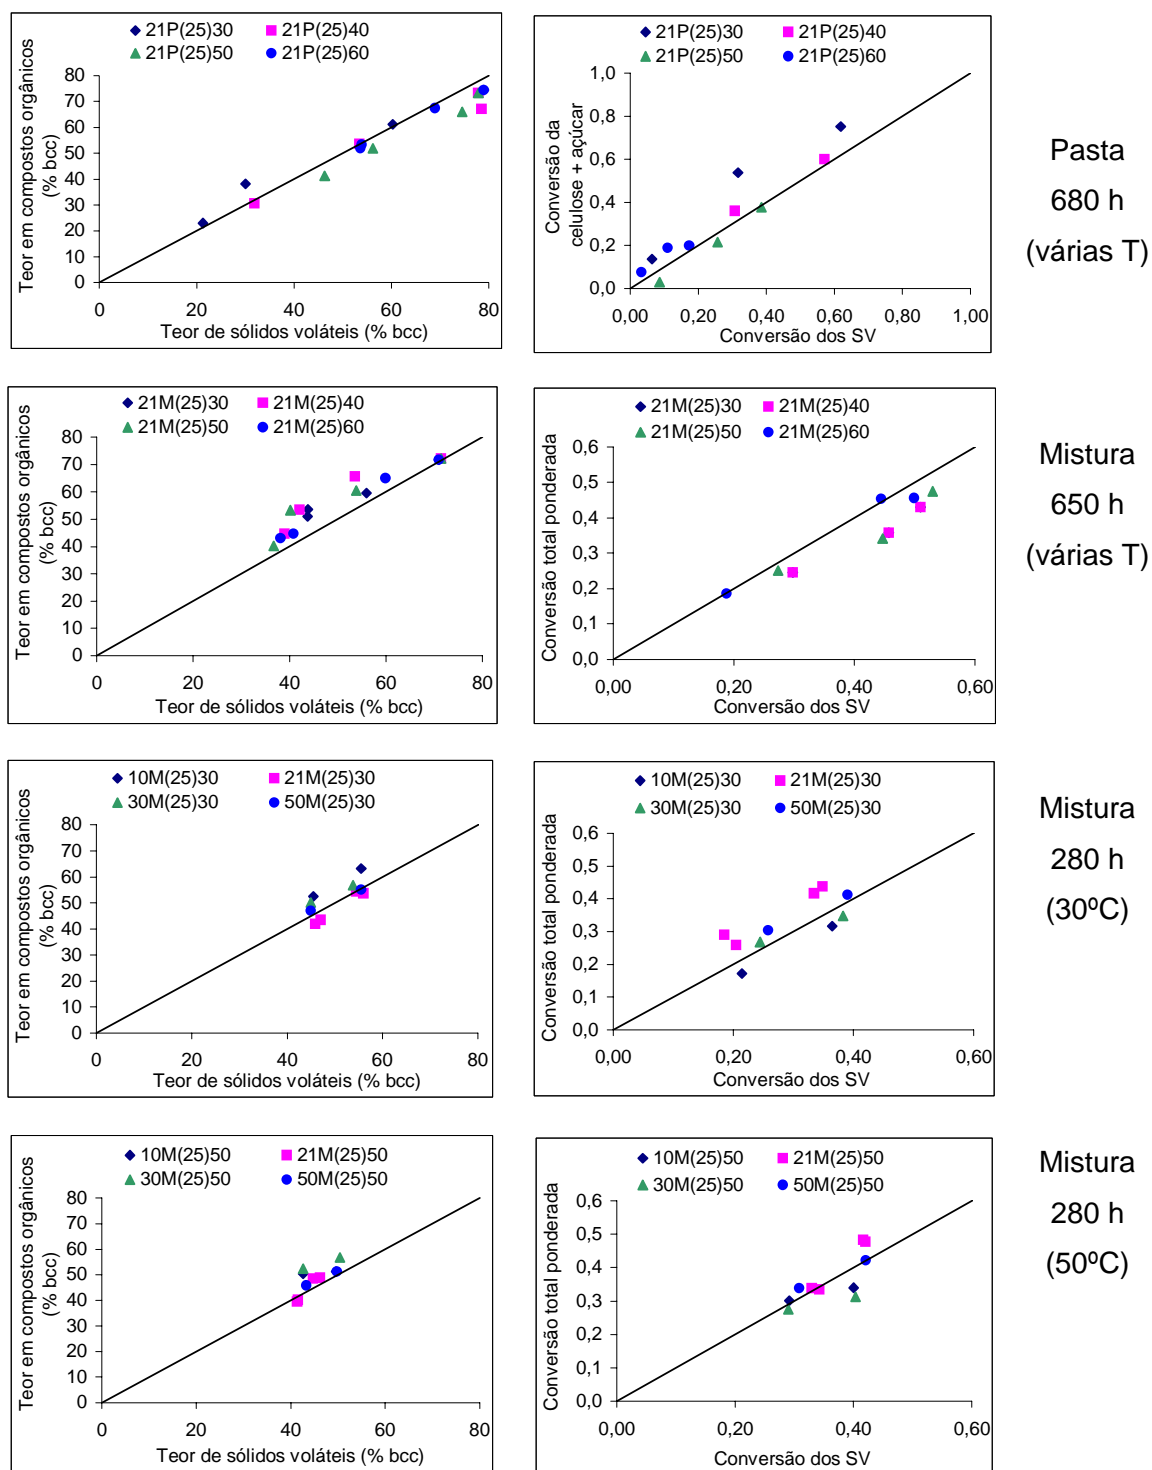 21P(25)30 21P(25)40
21P(25)50 21P(25)60
Teor em compostos orgânicos
(% bcc)
80
70
60
50
40
30
20
10
0
0 20 40 60 80
Teor de sólidos voláteis (% bcc)
21P(25)30 21P(25)40
21P(25)50 21P(25)60
Conversão da
celulose + açúcar
1,0
0,8
0,6
0,4
0,2
0,0
0,00 0,20 0,40 0,60 0,80 1,00
Conversão dos SV
Pasta
680 h
(várias T)
21M(25)30 21M(25)40
21M(25)50 21M(25)60
Teor em compostos orgânicos
(% bcc)
80
70
60
50
40
30
20
10
0
0 20 40 60 80
Teor de sólidos voláteis (% bcc)
21M(25)30 21M(25)40
21M(25)50 21M(25)60
Conversão total ponderada
0,6
0,5
0,4
0,3
0,2
0,1
0,0
0,00 0,20 0,40 0,60
Conversão dos SV
Mistura
650 h
(várias T)
10M(25)30 21M(25)30
30M(25)30 50M(25)30
Teor em compostos orgânicos
(% bcc)
80
70
60
50
40
30
20
10
0
0 20 40 60 80
Teor de sólidos voláteis (% bcc)
10M(25)30 21M(25)30
30M(25)30 50M(25)30
Conversão total ponderada
0,6
0,5
0,4
0,3
0,2
0,1
0,0
0,00 0,20 0,40 0,60
Conversão dos SV
Mistura
280 h
(30ºC)
10M(25)50 21M(25)50
30M(25)50 50M(25)50
Teor em compostos orgânicos
(% bcc)
80
70
60
50
40
30
20
10
0
0 20 40 60 80
Teor de sólidos voláteis (% bcc)
10M(25)50 21M(25)50
30M(25)50 50M(25)50
Conversão total ponderada
0,6
0,5
0,4
0,3
0,2
0,1
0,0
0,00 0,20 0,40 0,60
Conversão dos SV
Mistura
280 h
(50ºC)